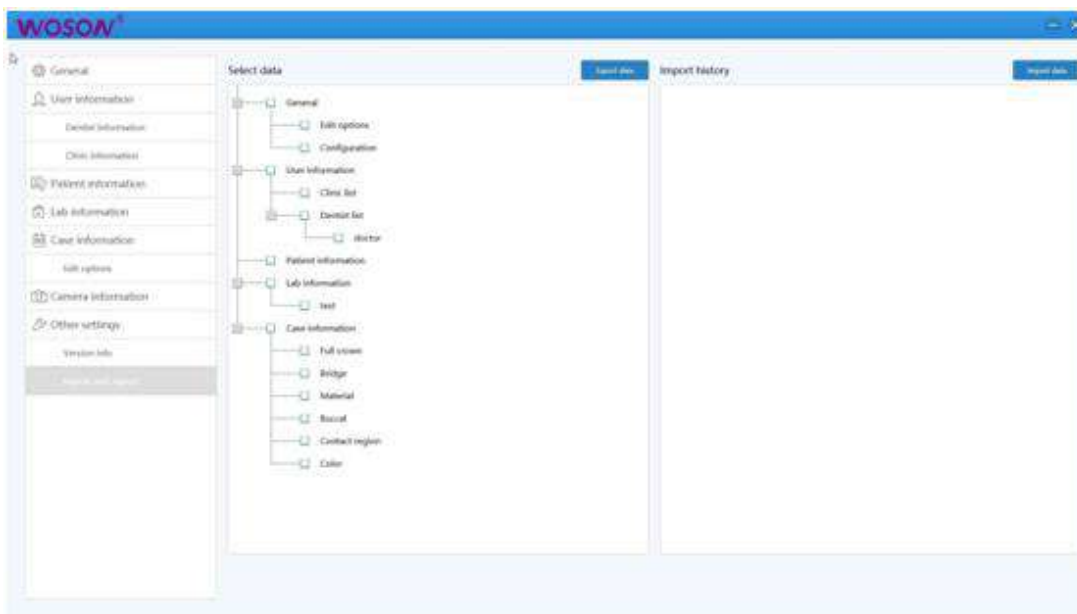 WOSON®
General
User information
Dentist information
Clinic information
Patient information
Lab information
Case information
Edit options
Camera information
Other settings
Version info
Select data
Export data
General
Edit options
Configuration
User information
Clinic list
Dentist list
doctor
Patient information
Lab information
test
Case information
Full crown
Bridge
Material
Buccal
Contact region
Color
Import history
Import data